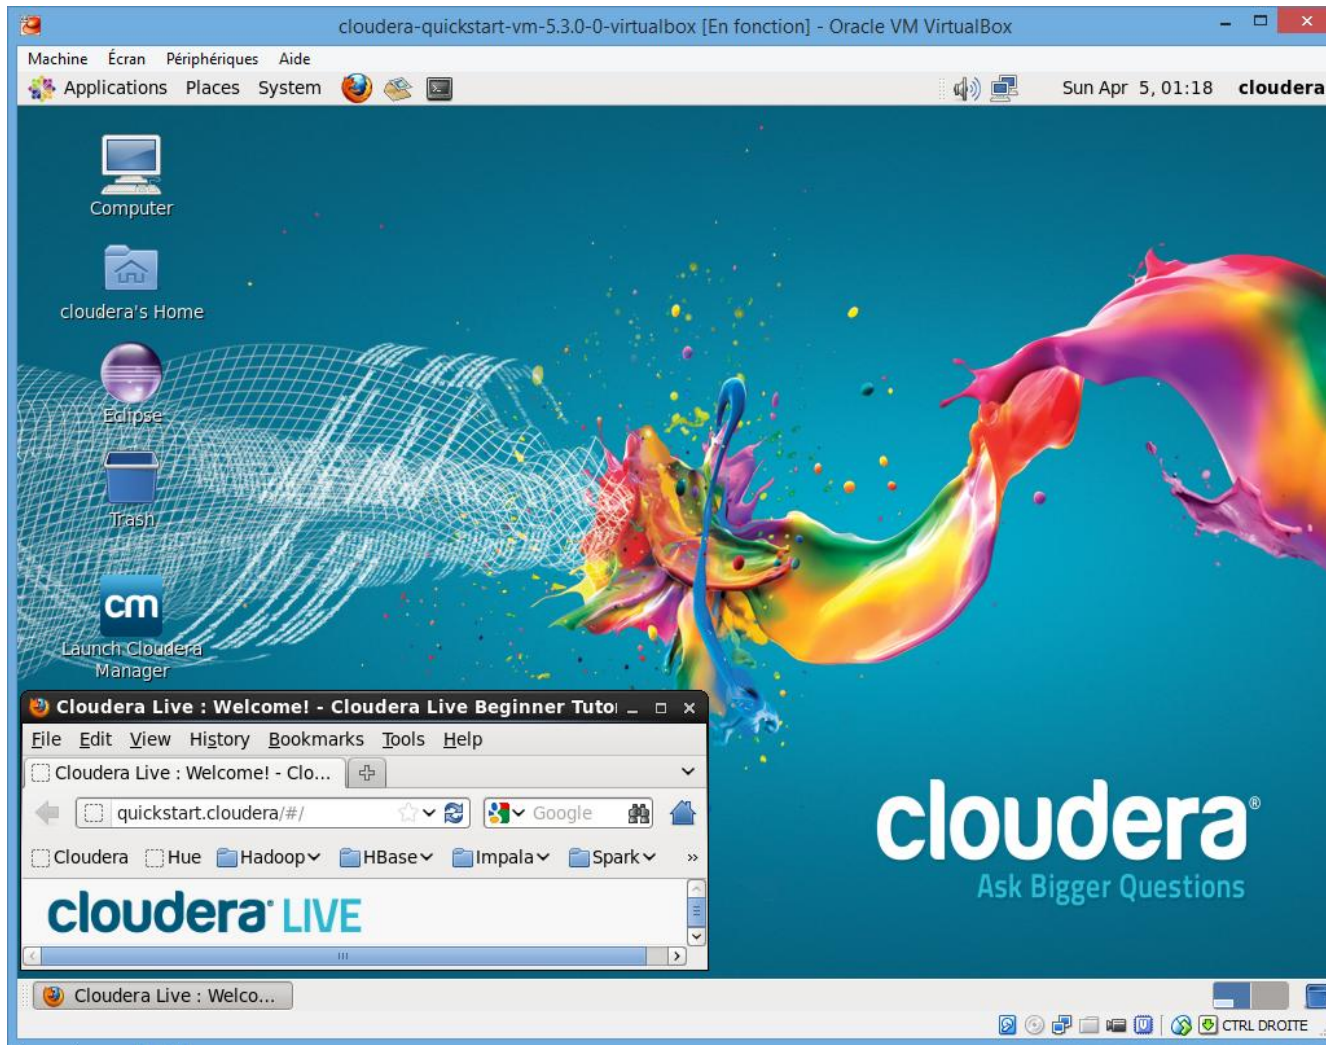 cloudera-quickstart-vm-5.3.0-0-virtualbox [En fonction] - Oracle VM VirtualBox
Machine Écran Périphériques Aide
Applications Places System Sun Apr 5, 01:18 cloudera
Computer
cloudera's Home
Eclipse
Trash
cm
Launch Cloudera
Manager
Cloudera Live : Welcome! - Cloudera Live Beginner Tuto
File Edit View History Bookmarks Tools Help
Cloudera Live : Welcome! - Clo...
quickstart.cloudera/#/ Google
Cloudera Hue Hadoop HBase Impala Spark »
cloudera LIVE
cloudera®
Ask Bigger Questions
Cloudera Live : Welco...
CTRL DROITE